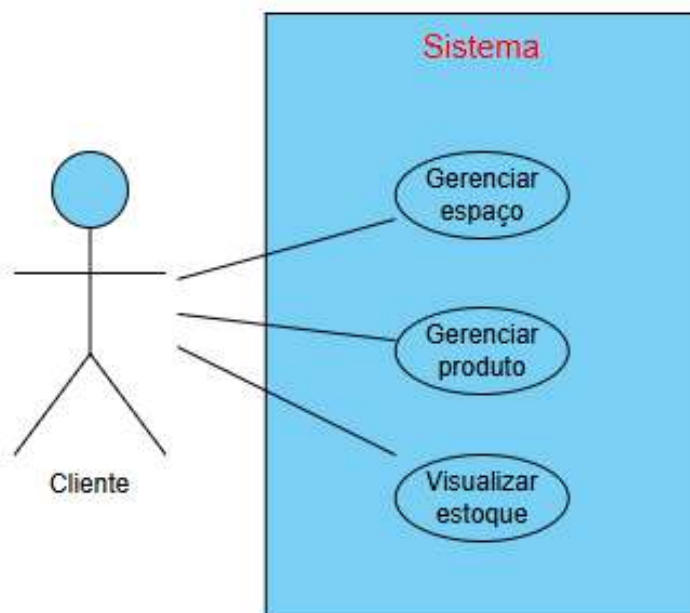 Sistema
Gerenciar
espaço
Gerenciar
produto
Visualizar
estoque
Cliente